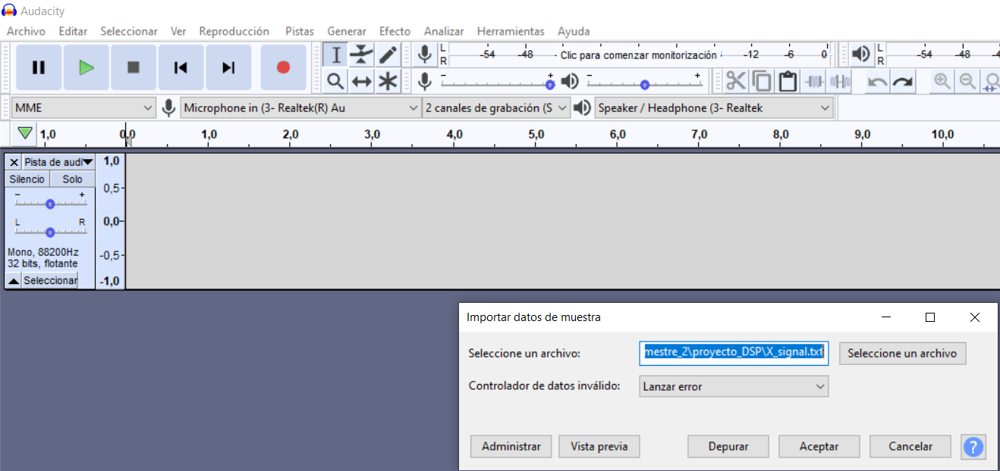 Audacity
Archivo Editar Seleccionar Ver Reproducción Pistas Generar Efecto Analizar Herramientas Ayuda
L R -54 -48 - Clic para comenzar monitorización -12 -6 0 L R -54 -48 -4
- + - +
MME Microphone in (3- Realtek(R) Au 2 canales de grabación (S Speaker / Headphone (3- Realtek
1,0 0,0 1,0 2,0 3,0 4,0 5,0 6,0 7,0 8,0 9,0 10,0
Pista de audi 1,0
Silencio Solo
0,5
- +
L R 0,0
Mono, 88200Hz -0,5
32 bits, flotante
Seleccionar -1,0
Importar datos de muestra
Seleccione un archivo: mestre_2\proyecto_DSP\X_signal.txt Seleccione un archivo
Controlador de datos inválido: Lanzar error
Administrar Vista previa Depurar Aceptar Cancelar ?